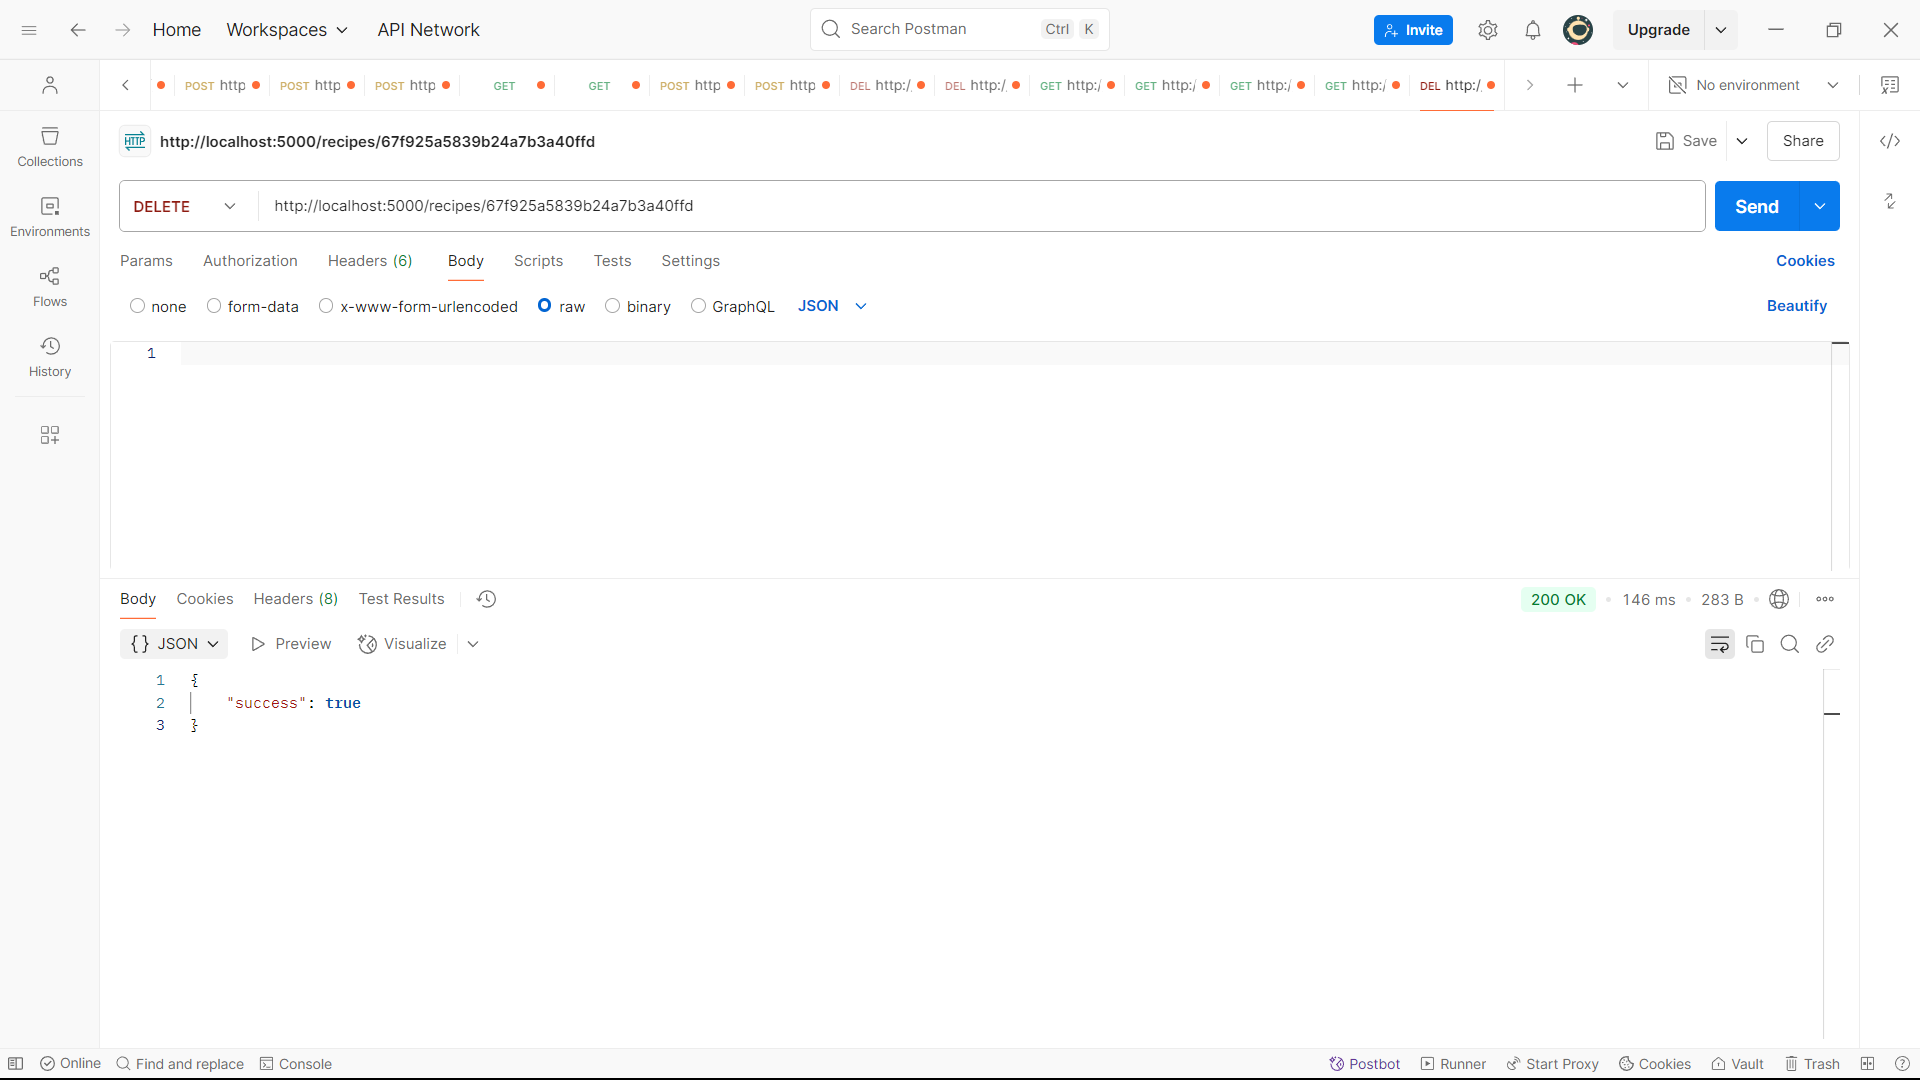 Home Workspaces API Network Search Postman Ctrl K Invite Upgrade
POST http POST http POST http GET GET POST http POST http DEL http:/ DEL http:/ GET http:/ GET http:/ GET http:/ GET http:/ DEL http:/ No environment
HTTP http://localhost:5000/recipes/67f925a5839b24a7b3a40ffd Save Share
Collections
Environments
Flows
History
DELETE http://localhost:5000/recipes/67f925a5839b24a7b3a40ffd Send
Params Authorization Headers (6) Body Scripts Tests Settings Cookies
none form-data x-www-form-urlencoded raw binary GraphQL JSON Beautify
1
Body Cookies Headers (8) Test Results 200 OK 146 ms 283 B
{} JSON Preview Visualize
1 {
2 "success": true
3 }
Online Find and replace Console Postbot Runner Start Proxy Cookies Vault Trash